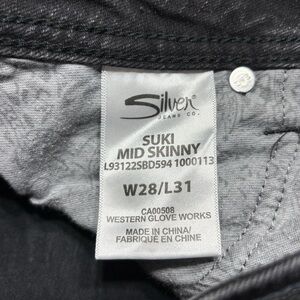 Silver
JEANS CO.
SUKI
MID SKINNY
L93122SBD594 1000113
W28/L31
CA00508
WESTERN GLOVE WORKS
MADE IN CHINA/
FABRIQUÉ EN CHINE